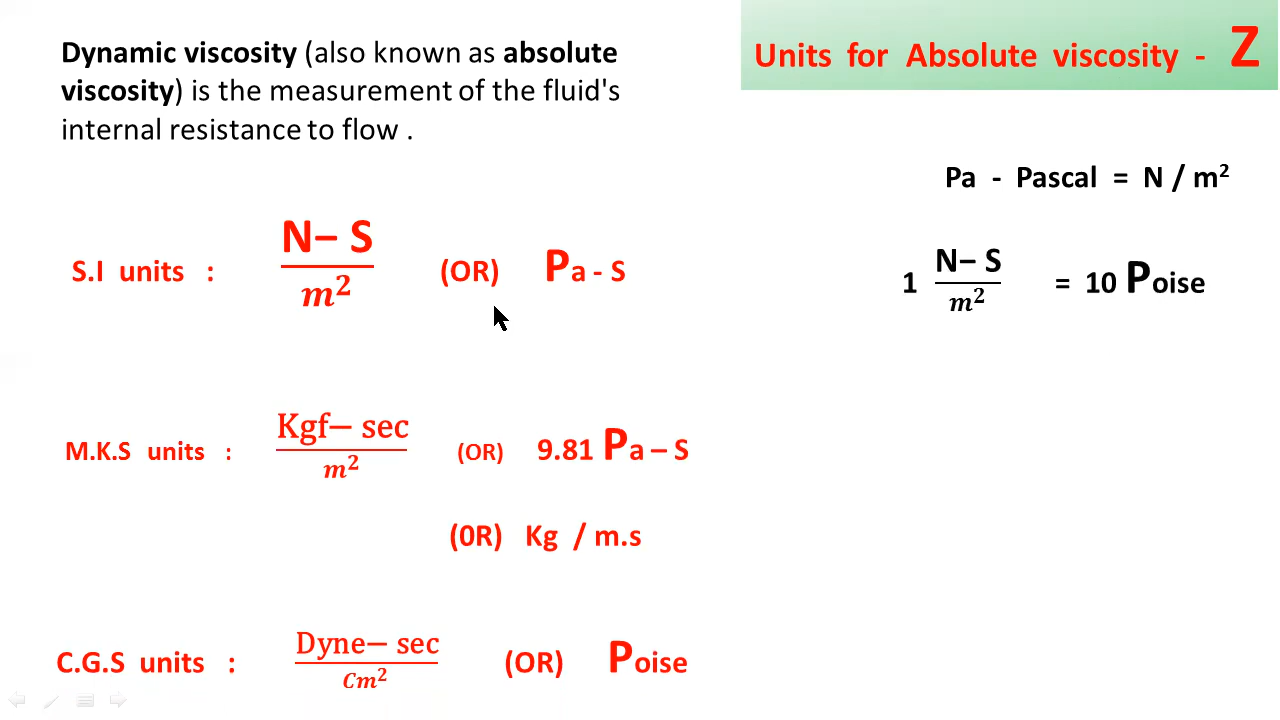 Dynamic viscosity (also known as absolute
viscosity) is the measurement of the fluid's
internal resistance to flow .
Units for Absolute viscosity - Z
Pa - Pascal = N / m²
S.I units : N– S / m² (OR) Pa - S
1 N– S / m² = 10 Poise
M.K.S units : Kgf– sec / m² (OR) 9.81 Pa – S
(0R) Kg / m.s
C.G.S units : Dyne– sec / Cm² (OR) Poise